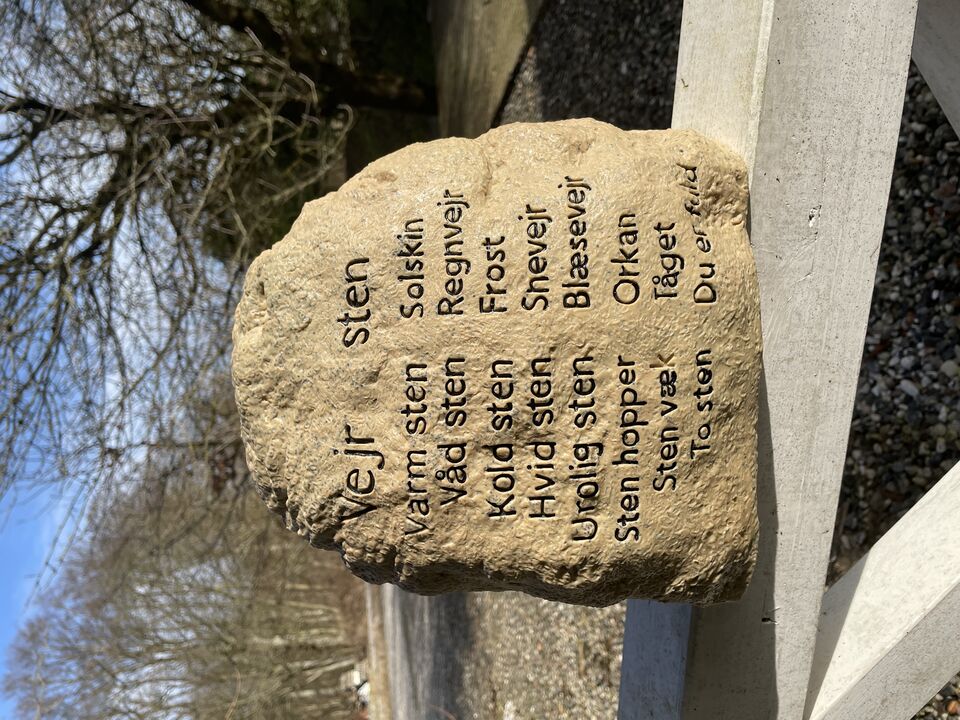 Vejr sten
Varm sten Solskin
Våd sten Regnvejr
Kold sten Frost
Hvid sten Snevejr
Urolig sten Blæsevejr
Sten hopper Orkan
Sten væk Tåget
To sten Du er fuld